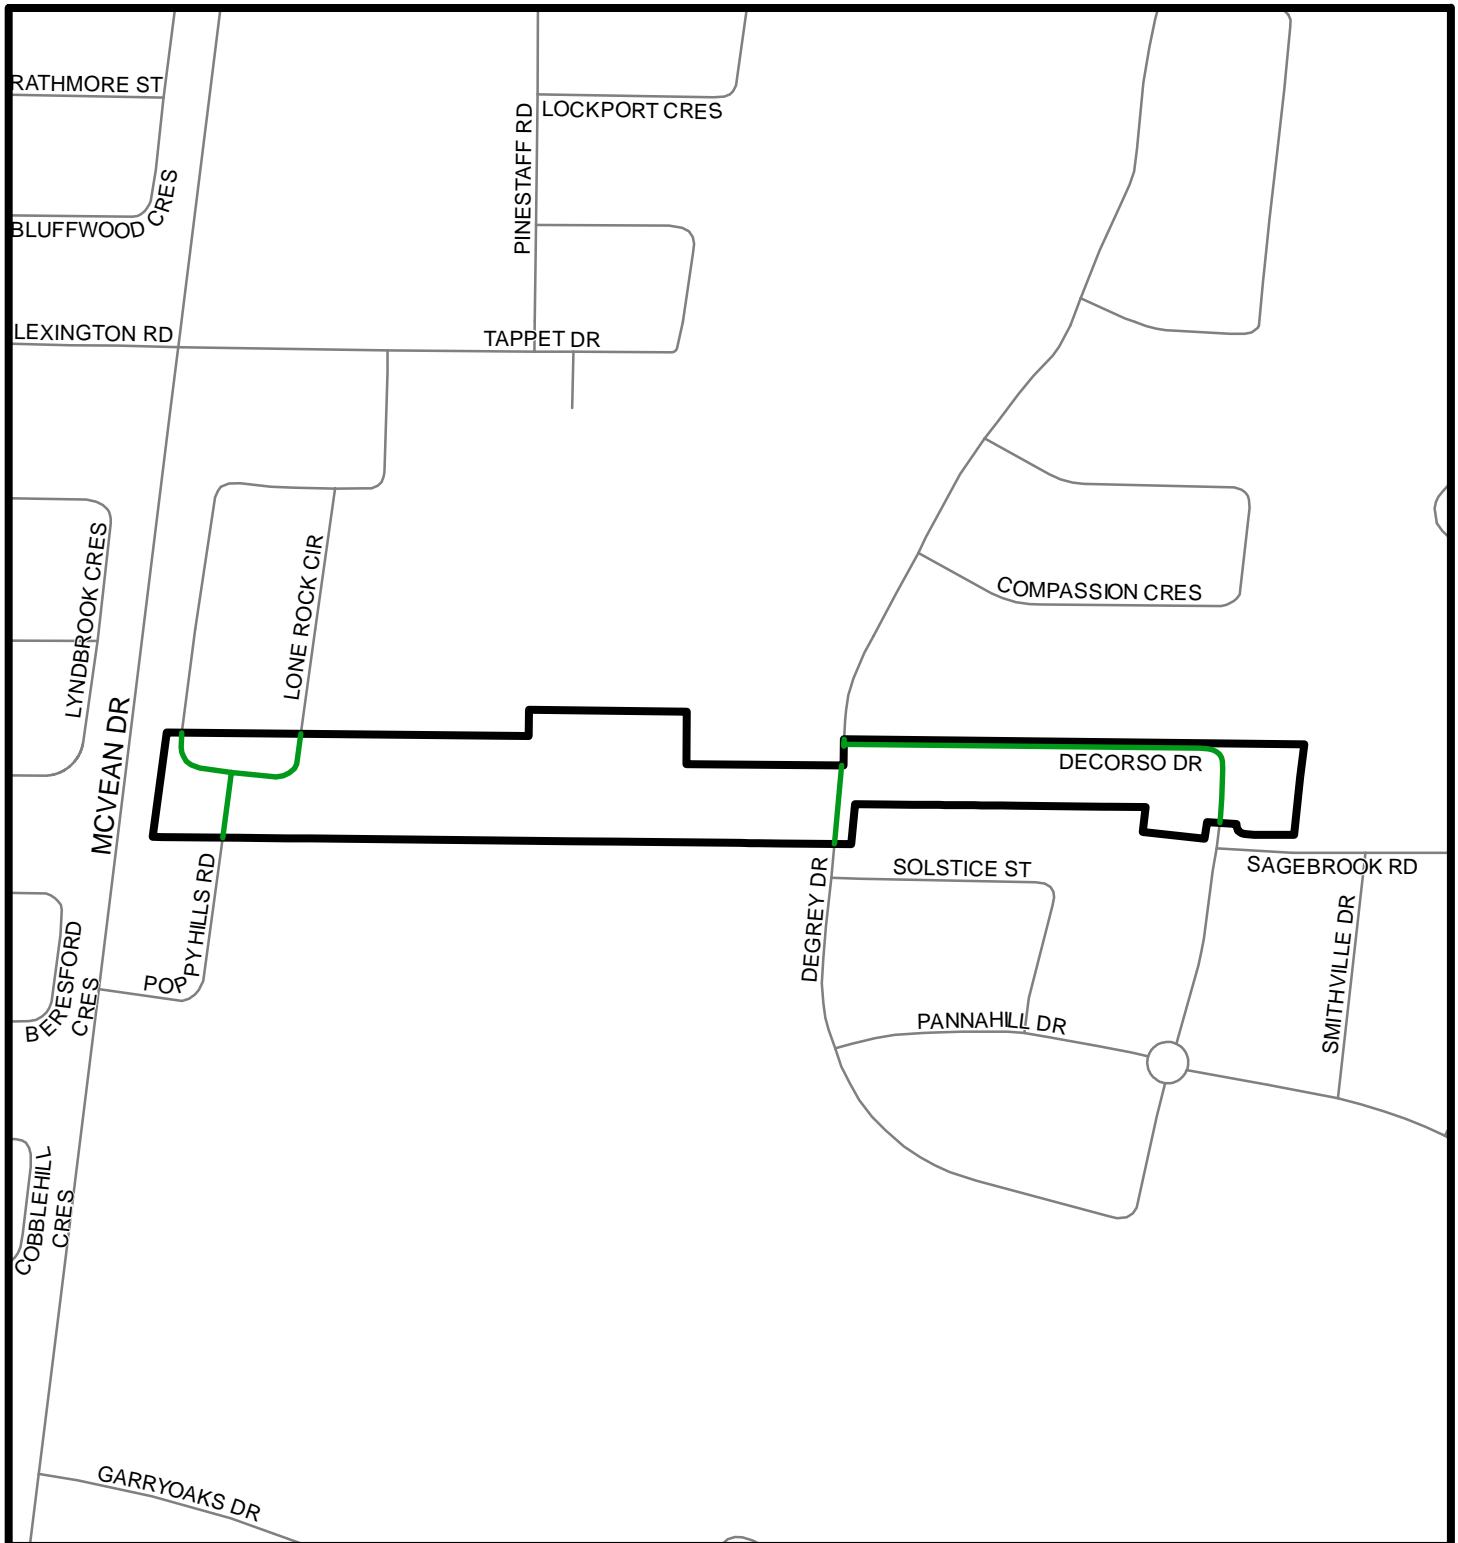 RATHMORE ST
LOCKPORT CRES
PINESTAFF RD
BLUFFWOOD CRES
LEXINGTON RD
TAPPET DR
LYNDBROOK CRES
LONE ROCK CIR
COMPASSION CRES
MCVEAN DR
DECORSO DR
POPPYHILLS RD
DEGREY DR
SOLSTICE ST
SAGEBROOK RD
SMITHVILLE DR
BERESFORD
CRES
PANNAHILL DR
COBBLEHILL
CRES
GARRYOAKS DR